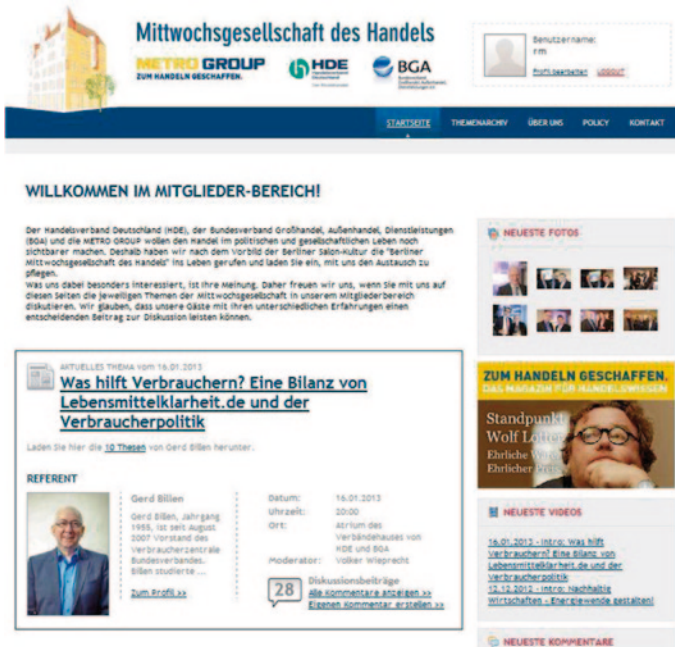 Mittwochsgesellschaft des Handels
METRO GROUP
ZUM HANDELN GESCHAFFEN.
HDE
Handelsverband
Deutschland
BGA
Benutzername:
rm
Profil bearbeiten LOGOUT
STARTSEITE THEMENARCHIV ÜBER UNS POLICY KONTAKT
WILLKOMMEN IM MITGLIEDER-BEREICH!
Der Handelsverband Deutschland (HDE), der Bundesverband Großhandel, Außenhandel, Dienstleistungen
(BGA) und die METRO GROUP wollen den Handel im politischen und gesellschaftlichen Leben noch
sichtbarer machen. Deshalb haben wir nach dem Vorbild der Berliner Salon-Kultur die "Berliner
Mittwochsgesellschaft des Handels" ins Leben gerufen und laden Sie ein, mit uns den Austausch zu
pflegen.
Was uns dabei besonders interessiert, ist Ihre Meinung. Daher freuen wir uns, wenn Sie mit uns auf
diesen Seiten die jeweiligen Themen der Mittwochsgesellschaft in unserem Mitgliederbereich
diskutieren. Wir glauben, dass unsere Gäste mit ihren unterschiedlichen Erfahrungen einen
entscheidenden Beitrag zur Diskussion leisten können.
AKTUELLES THEMA vom 16.01.2013
Was hilft Verbrauchern? Eine Bilanz von
Lebensmittelklarheit.de und der
Verbraucherpolitik
Laden Sie hier die 10 Thesen von Gerd Billen herunter.
REFERENT
Gerd Billen
Gerd Billen, Jahrgang
1955, ist seit August
2007 Vorstand des
Verbraucherzentrale
Bundesverbandes.
Billen studierte ...
Zum Profil >>
Datum: 16.01.2013
Uhrzeit: 20:00
Ort: Atrium des
Verbändehauses von
HDE und BGA
Moderator: Volker Wieprecht
28 Diskussionsbeiträge
Alle Kommentare anzeigen >>
Eigenen Kommentar erstellen >>
NEUESTE FOTOS
ZUM HANDELN GESCHAFFEN.
DAS MAGAZIN FÜR HANDELSWISSEN
Standpunkt
Wolf Lotter
Ehrliche
Ehrlicher
NEUESTE VIDEOS
16.01.2013 - Intro: Was hilft
Verbrauchern? Eine Bilanz von
Lebensmittelklarheit.de und der
Verbraucherpolitik
12.12.2012 - Intro: Nachhaltig
Wirtschaften - Energiewende gestalten!
NEUESTE KOMMENTARE